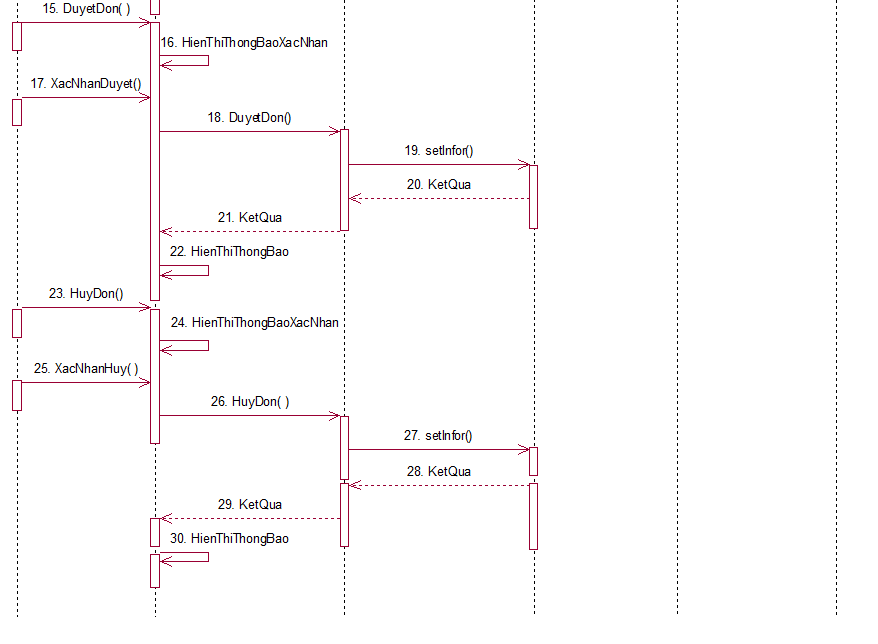 15. DuyetDon( )
16. HienThiThongBaoXacNhan
17. XacNhanDuyet()
18. DuyetDon()
19. setInfor()
20. KetQua
21. KetQua
22. HienThiThongBao
23. HuyDon()
24. HienThiThongBaoXacNhan
25. XacNhanHuy( )
26. HuyDon( )
27. setInfor()
28. KetQua
29. KetQua
30. HienThiThongBao